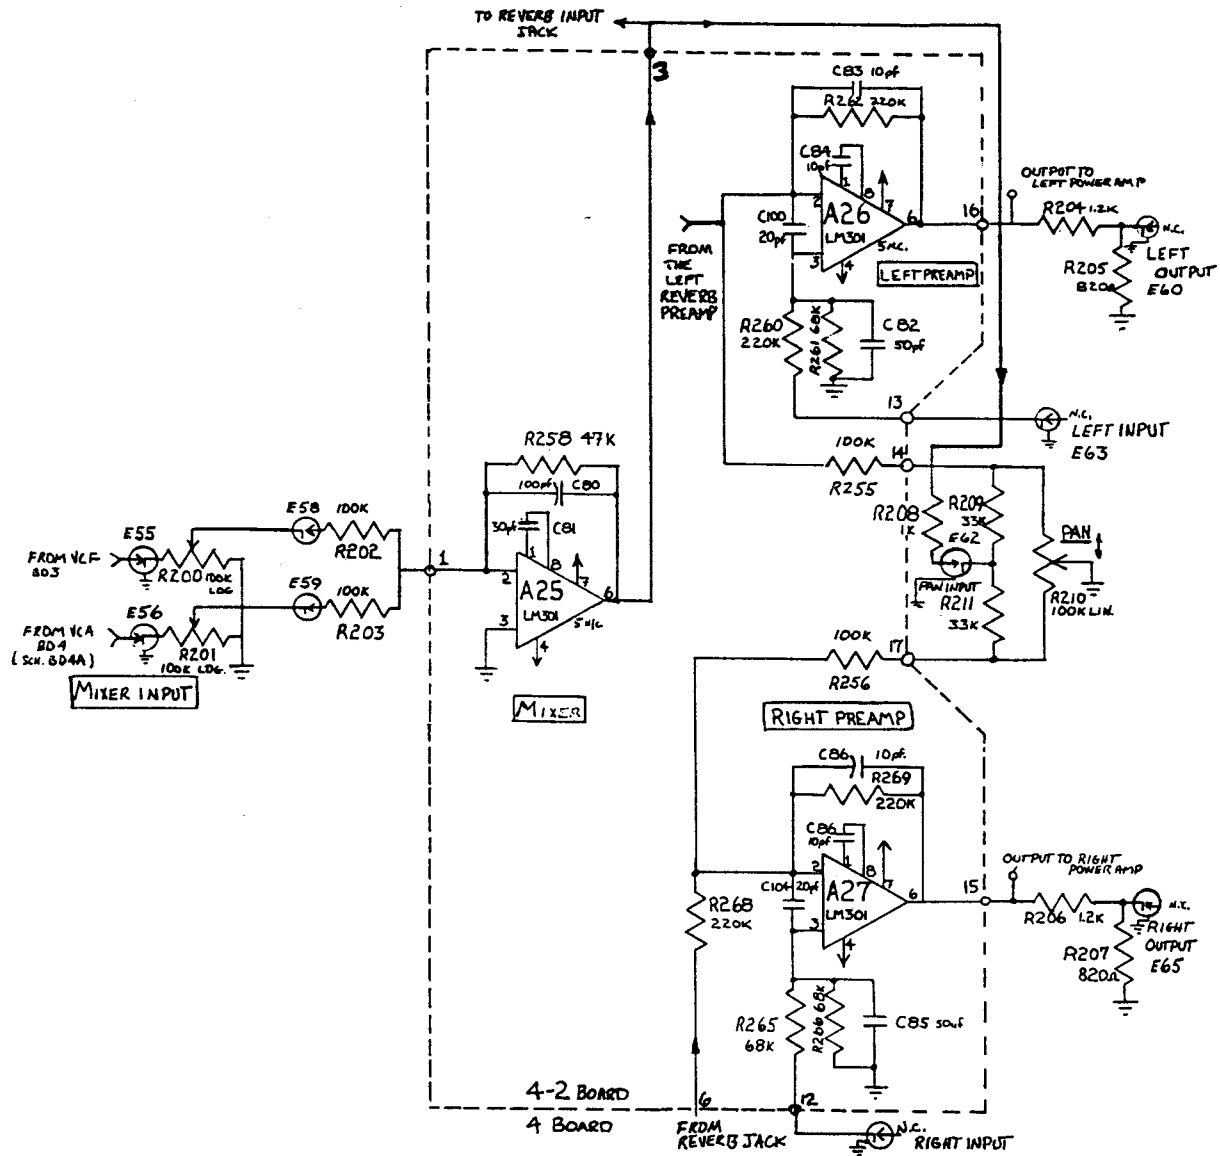 TO REVERB INPUT
JACK
3
C83 10pf
R262 220K
C84
10pf
1
8
7
2
A26
LM301
6
5 N.C.
3
4
C100
20pf
16
OUTPUT TO
LEFT POWER AMP
R204 1.2K
N.C.
LEFT
OUTPUT
E60
R205
820Ω
FROM
THE
LEFT
REVERB
PREAMP
LEFT PREAMP
R260
220K
R261 68K
C82
50pf
13
N.C.
LEFT INPUT
E63
R258 47K
100pf C80
30pf C81
1
8
7
2
A25
LM301
6
5 N/C
3
4
100K
R255
14
R208
1K
R209
33K
E62
PAN INPUT
R211
33K
PAN
R210
100K LIN.
E55
FROM VCF
BD3
R200 100K
LOG
E58
100K
R202
E59
100K
R203
1
E56
FROM VCA
BD4
(SCH. BD4A)
R201
100K LOG.
MIXER INPUT
MIXER
100K
R256
17
RIGHT PREAMP
C86 10pf.
R269
220K
C86
10pf
1
8
7
2
A27
LM301
6
3
4
C104 20pf
R268
220K
15
OUTPUT TO RIGHT
POWER AMP
R206 1.2K
N.C.
RIGHT
OUTPUT
E65
R207
820Ω
R265
68K
R266 68K
C85 50uf
4-2 BOARD
4 BOARD
6
12
FROM
REVERB JACK
N.C.
RIGHT INPUT